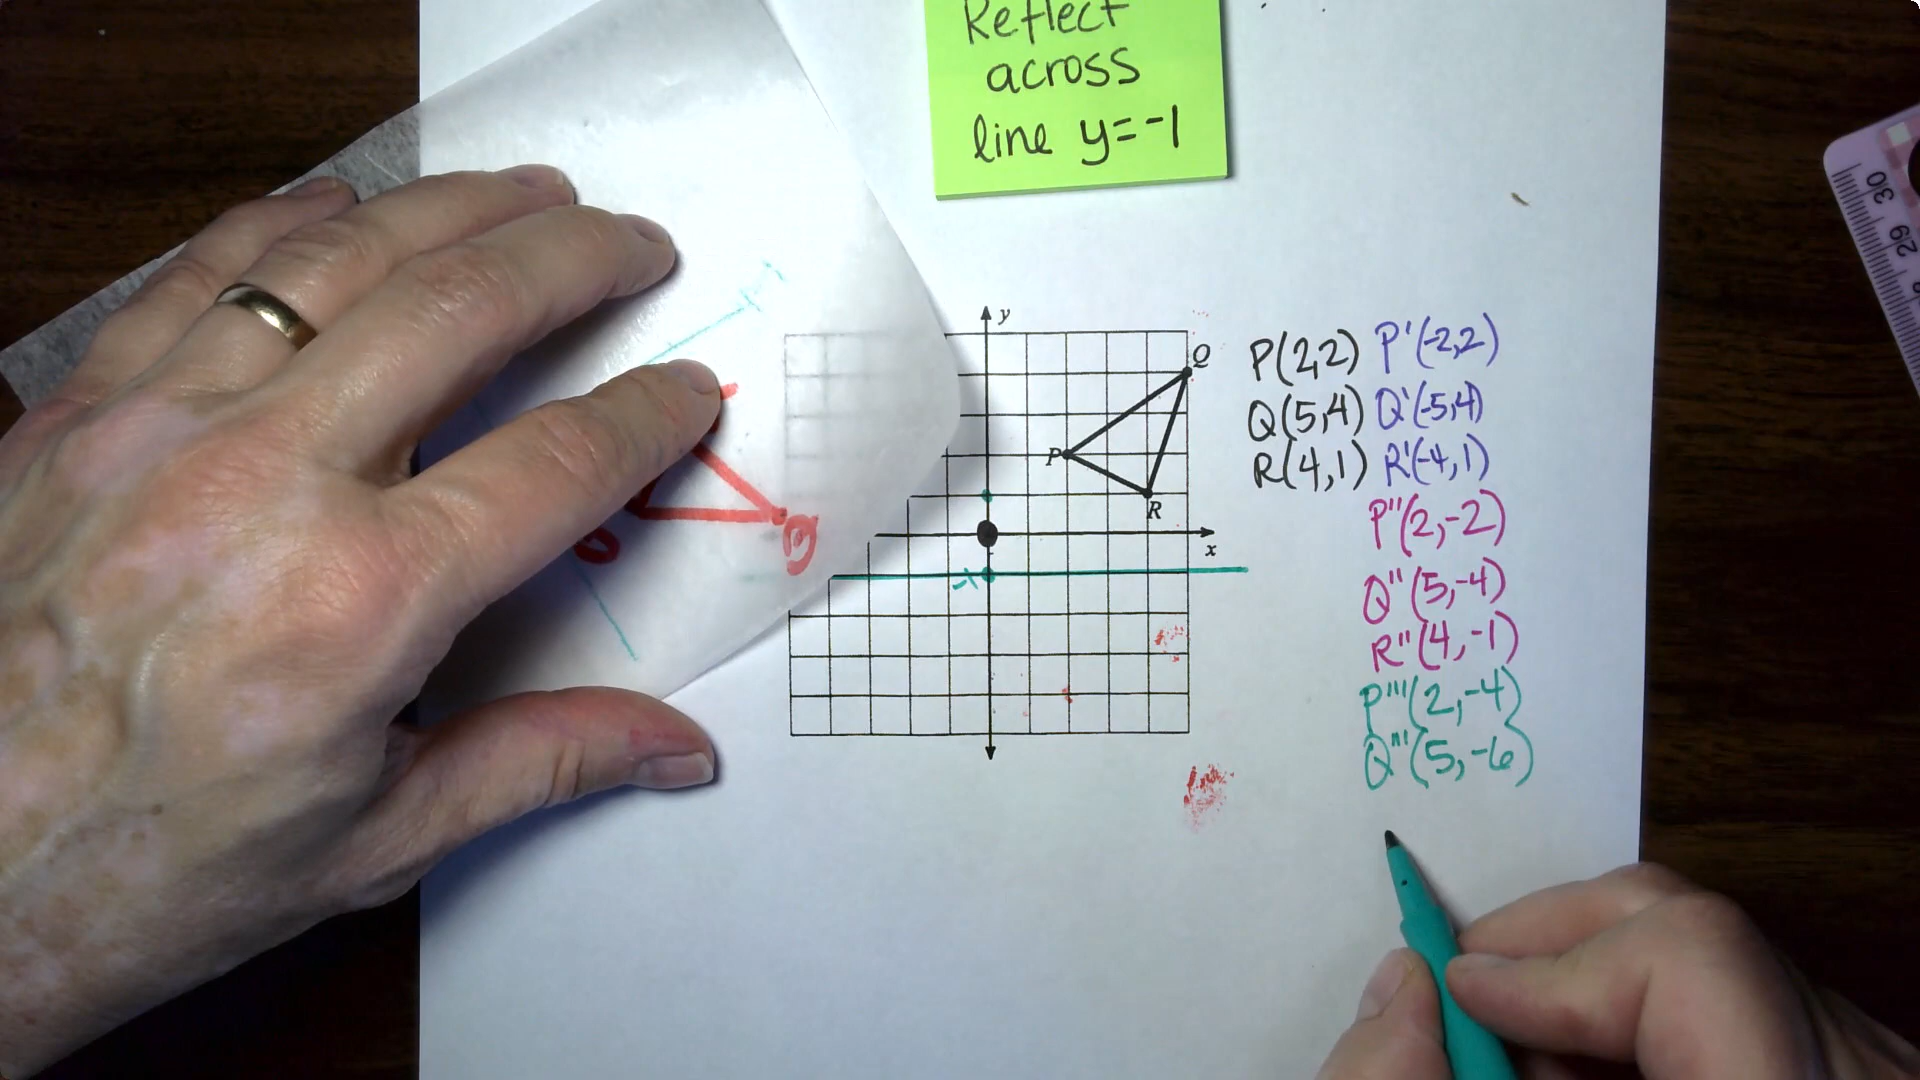 Reflect
across
line y=-1
y
Q
P
R
x
P(2,2) P'(-2,2)
Q(5,4) Q'(-5,4)
R(4,1) R'(-4,1)
P"(2,-2)
Q"(5,-4)
R"(4,-1)
P'''(2,-4)
Q'''(5,-6)
30
29